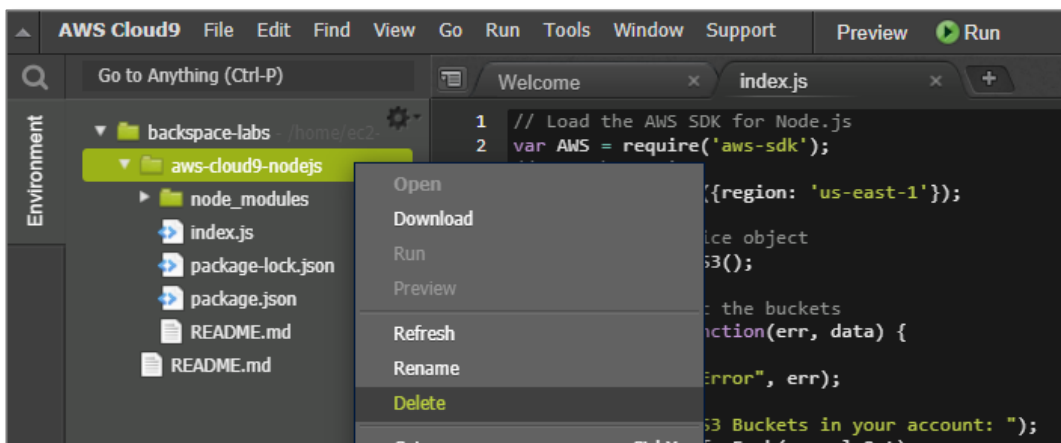 AWS Cloud9 File Edit Find View Go Run Tools Window Support Preview Run
Go to Anything (Ctrl-P)
Welcome × index.js × +
Environment
backspace-labs - /home/ec2-
aws-cloud9-nodejs
node_modules
index.js
package-lock.json
package.json
README.md
README.md
Open
Download
Run
Preview
Refresh
Rename
Delete
1 // Load the AWS SDK for Node.js
2 var AWS = require('aws-sdk');
({region: 'us-east-1'});
ice object
S3();
the buckets
nction(err, data) {
Error", err);
S3 Buckets in your account: ");